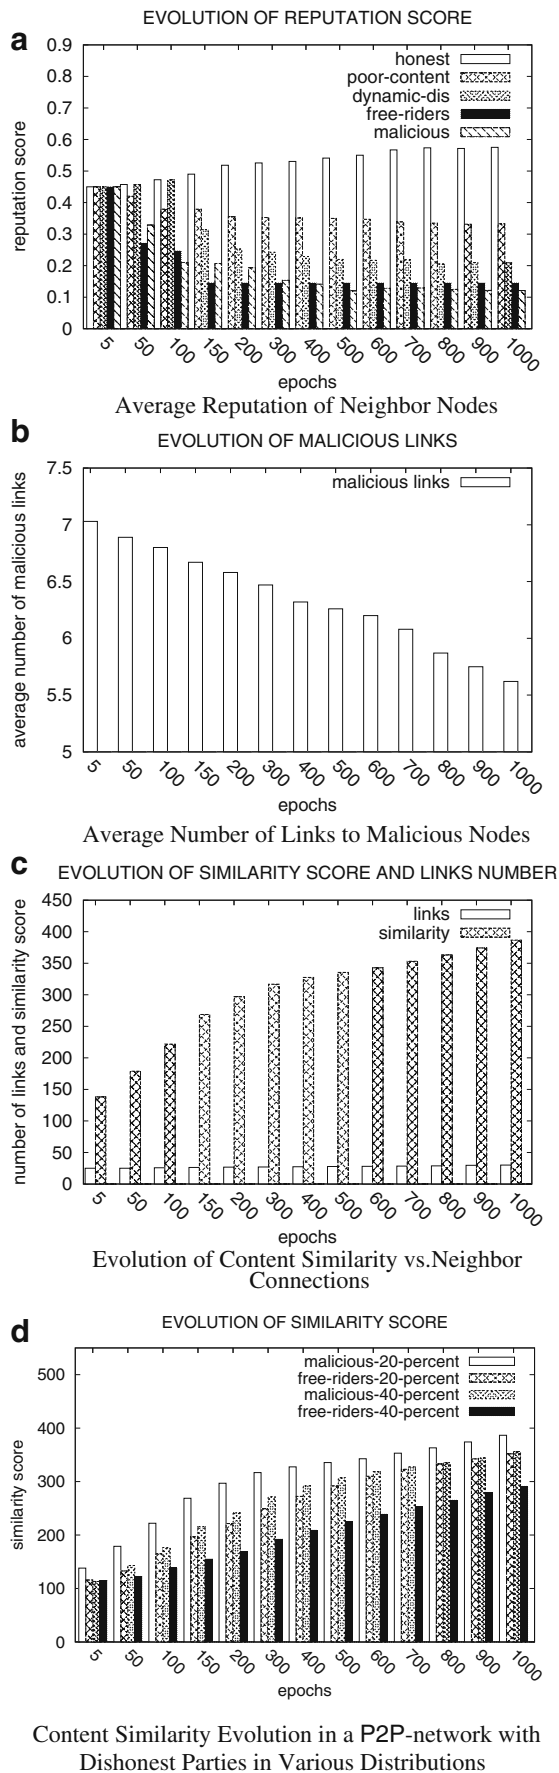 a
EVOLUTION OF REPUTATION SCORE
reputation score
0.9
0.8
0.7
0.6
0.5
0.4
0.3
0.2
0.1
0
honest
poor-content
dynamic-dis
free-riders
malicious
5 50 100 150 200 300 400 500 600 700 800 900 1000
epochs
Average Reputation of Neighbor Nodes
b
EVOLUTION OF MALICIOUS LINKS
average number of malicious links
7.5
7
6.5
6
5.5
5
malicious links
5 50 100 150 200 300 400 500 600 700 800 900 1000
epochs
Average Number of Links to Malicious Nodes
c
EVOLUTION OF SIMILARITY SCORE AND LINKS NUMBER
number of links and similarity score
450
400
350
300
250
200
150
100
50
0
links
similarity
5 50 100 150 200 300 400 500 600 700 800 900 1000
epochs
Evolution of Content Similarity vs.Neighbor
Connections
d
EVOLUTION OF SIMILARITY SCORE
similarity score
500
400
300
200
100
0
malicious-20-percent
free-riders-20-percent
malicious-40-percent
free-riders-40-percent
5 50 100 150 200 300 400 500 600 700 800 900 1000
epochs
Content Similarity Evolution in a P2P-network with
Dishonest Parties in Various Distributions